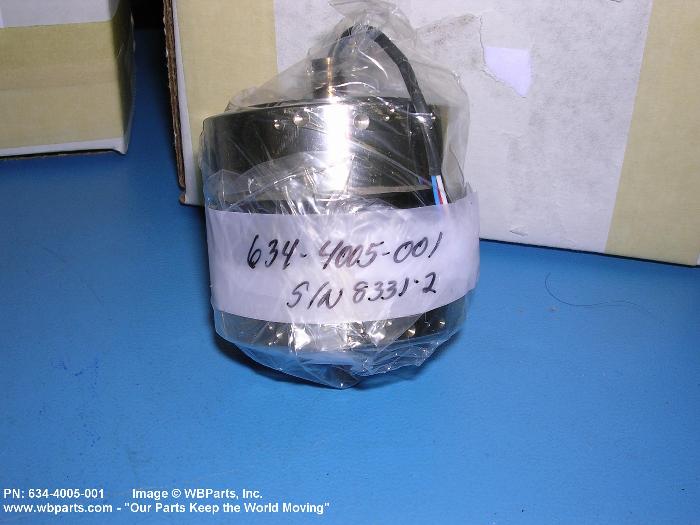 634-4005-001
S/N 8331-2
PN: 634-4005-001 Image © WBParts, Inc.
www.wbparts.com - "Our Parts Keep the World Moving"